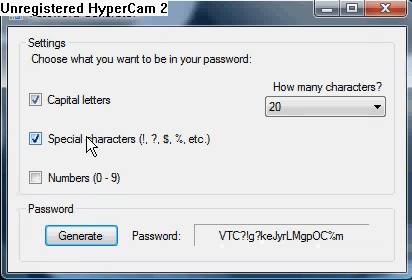 Unregistered HyperCam 2
Settings
Choose what you want to be in your password:
How many characters?
Capital letters
20
Special characters (!, ?, $, %, etc.)
Numbers (0 - 9)
Password
Generate
Password:
VTC?!g?keJyrLMgpOC%m